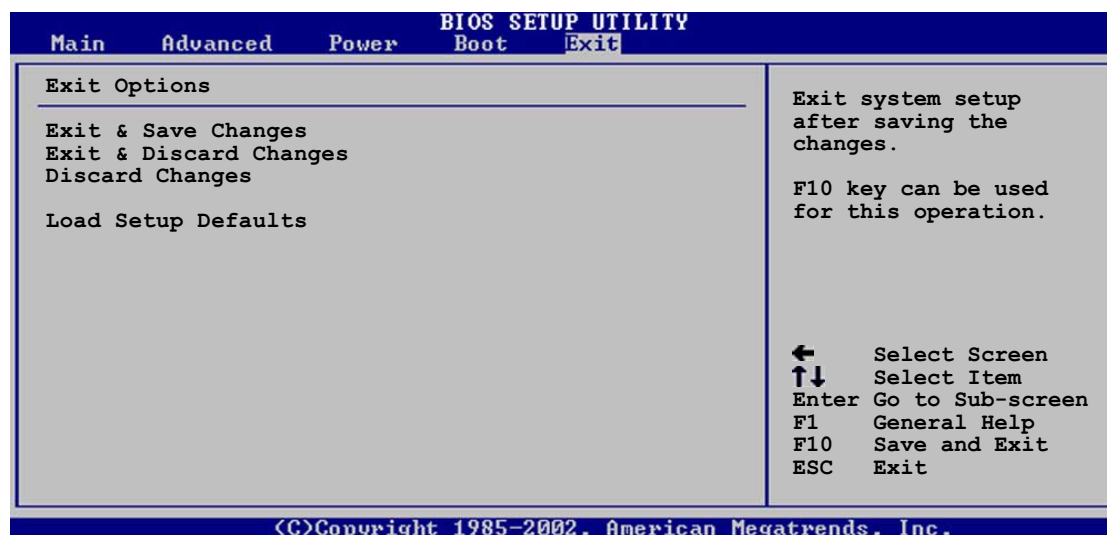 BIOS SETUP UTILITY
Main Advanced Power Boot Exit
Exit Options
Exit & Save Changes
Exit & Discard Changes
Discard Changes
Load Setup Defaults
Exit system setup
after saving the
changes.
F10 key can be used
for this operation.
← Select Screen
↑↓ Select Item
Enter Go to Sub-screen
F1 General Help
F10 Save and Exit
ESC Exit
(C)Copyright 1985-2002, American Megatrends, Inc.